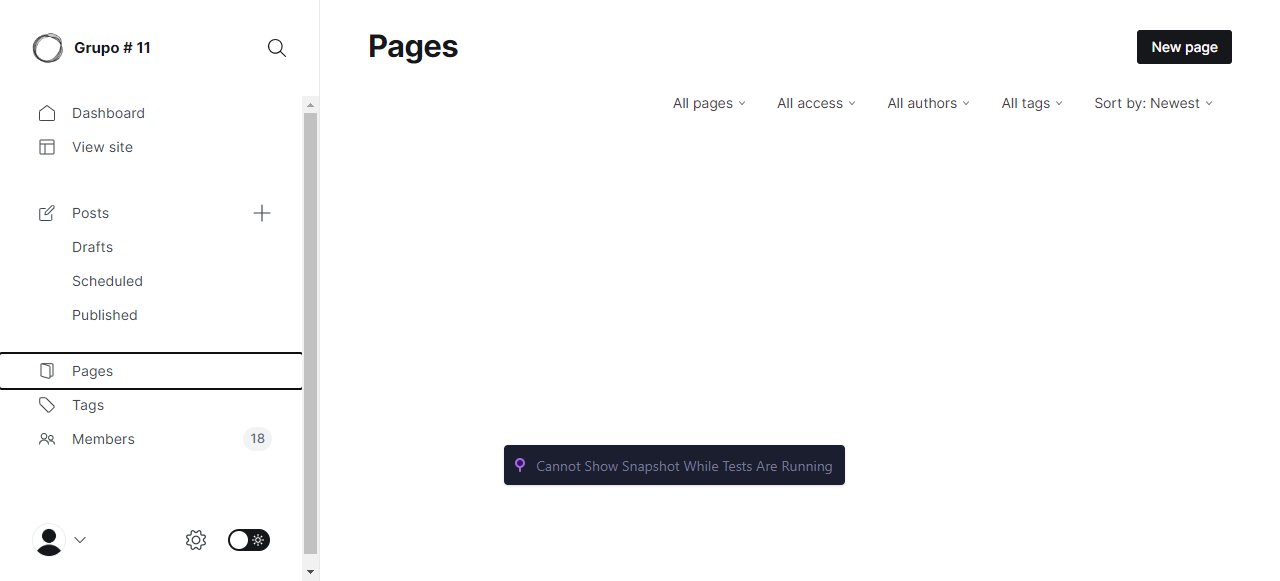 Grupo # 11
Dashboard
View site
Posts
Drafts
Scheduled
Published
Pages
Tags
Members 18
Pages
New page
All pages All access All authors All tags Sort by: Newest
Cannot Show Snapshot While Tests Are Running